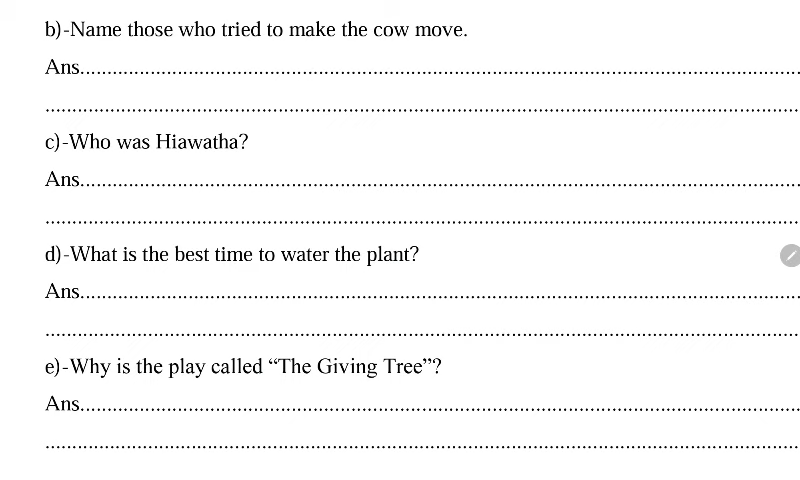 b)-Name those who tried to make the cow move.
Ans................................................................................................................................................
................................................................................................................................................
c)-Who was Hiawatha?
Ans................................................................................................................................................
................................................................................................................................................
d)-What is the best time to water the plant?
Ans................................................................................................................................................
................................................................................................................................................
e)-Why is the play called “The Giving Tree”?
Ans................................................................................................................................................
................................................................................................................................................